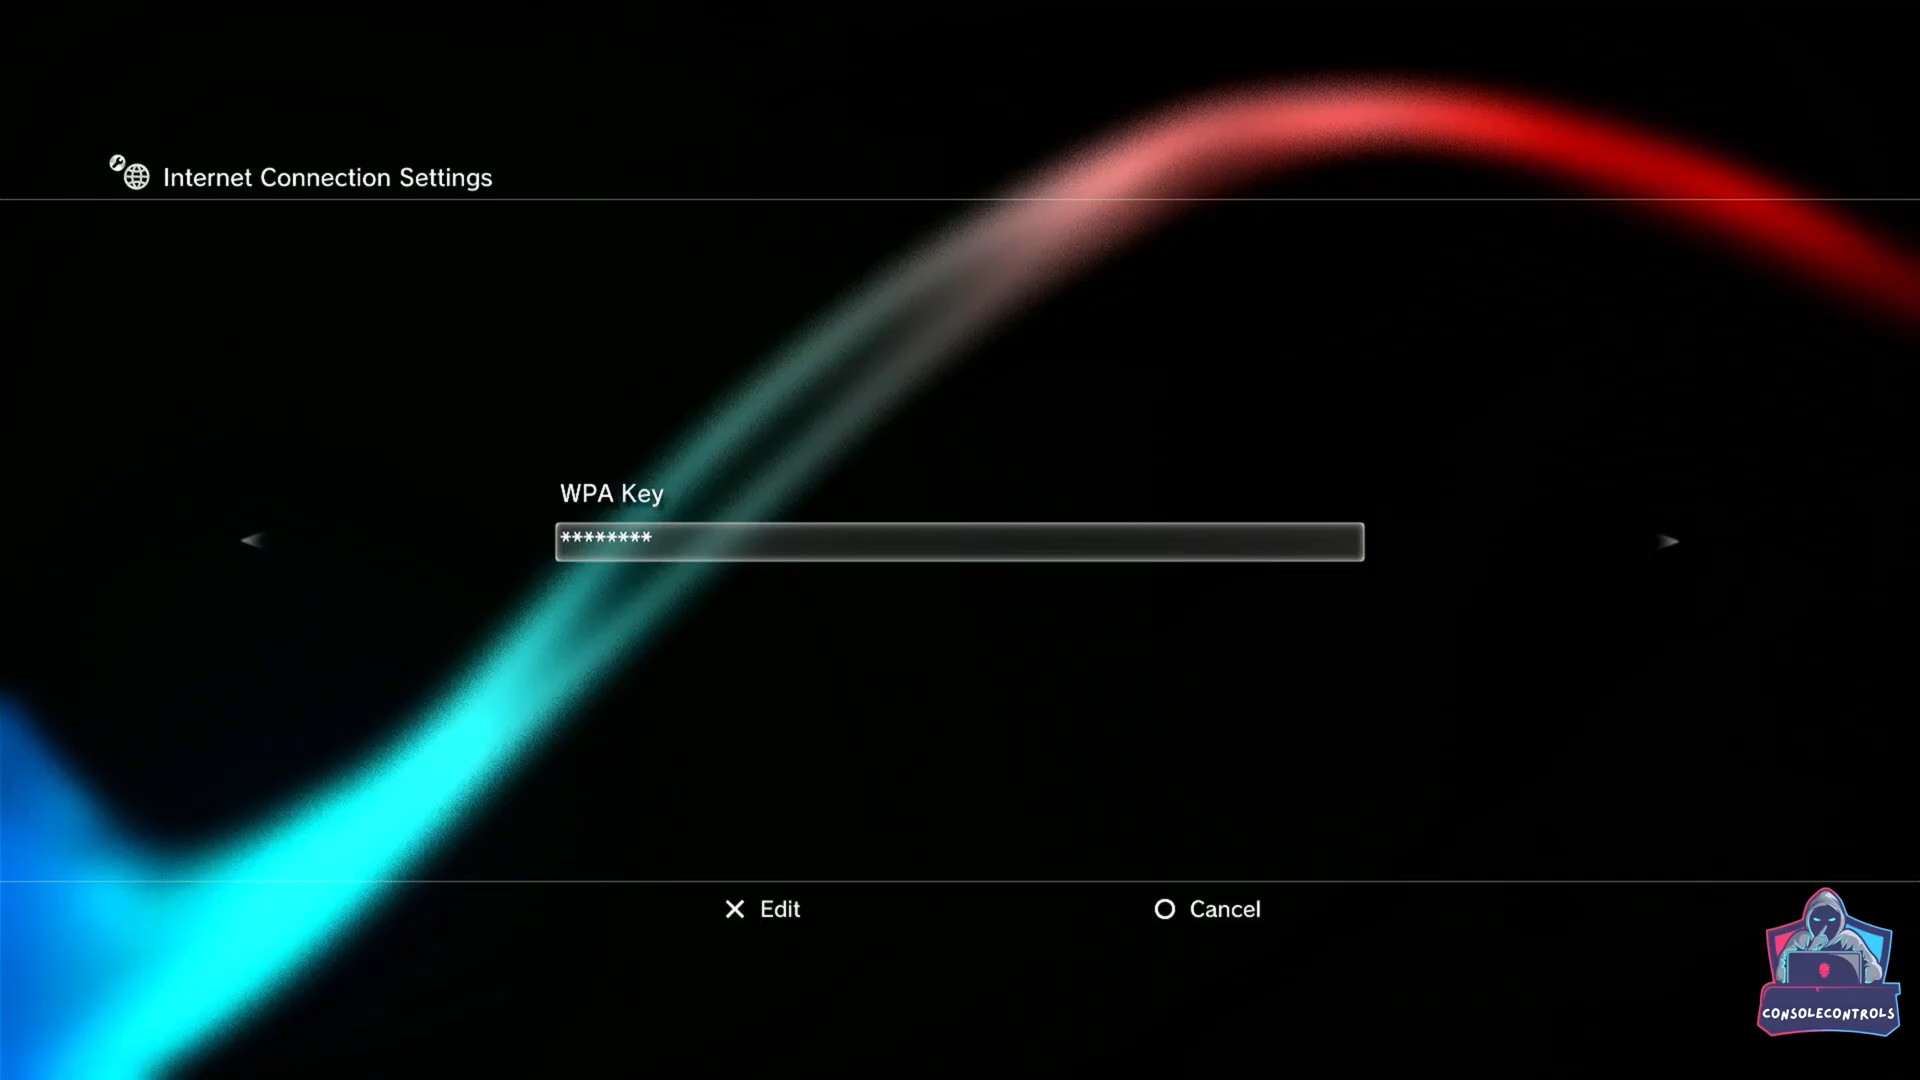 Internet Connection Settings
WPA Key
********
Edit
Cancel
CONSOLECONTROLS